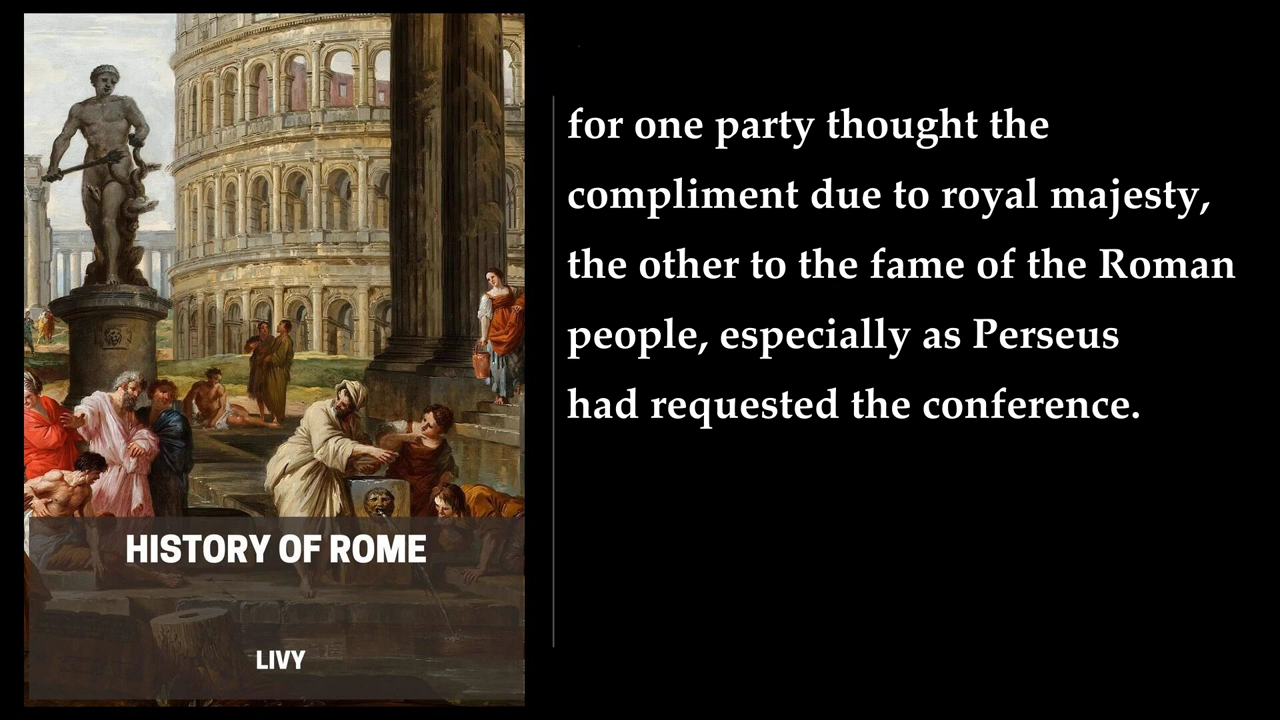 HISTORY OF ROME
LIVY
for one party thought the
compliment due to royal majesty,
the other to the fame of the Roman
people, especially as Perseus
had requested the conference.